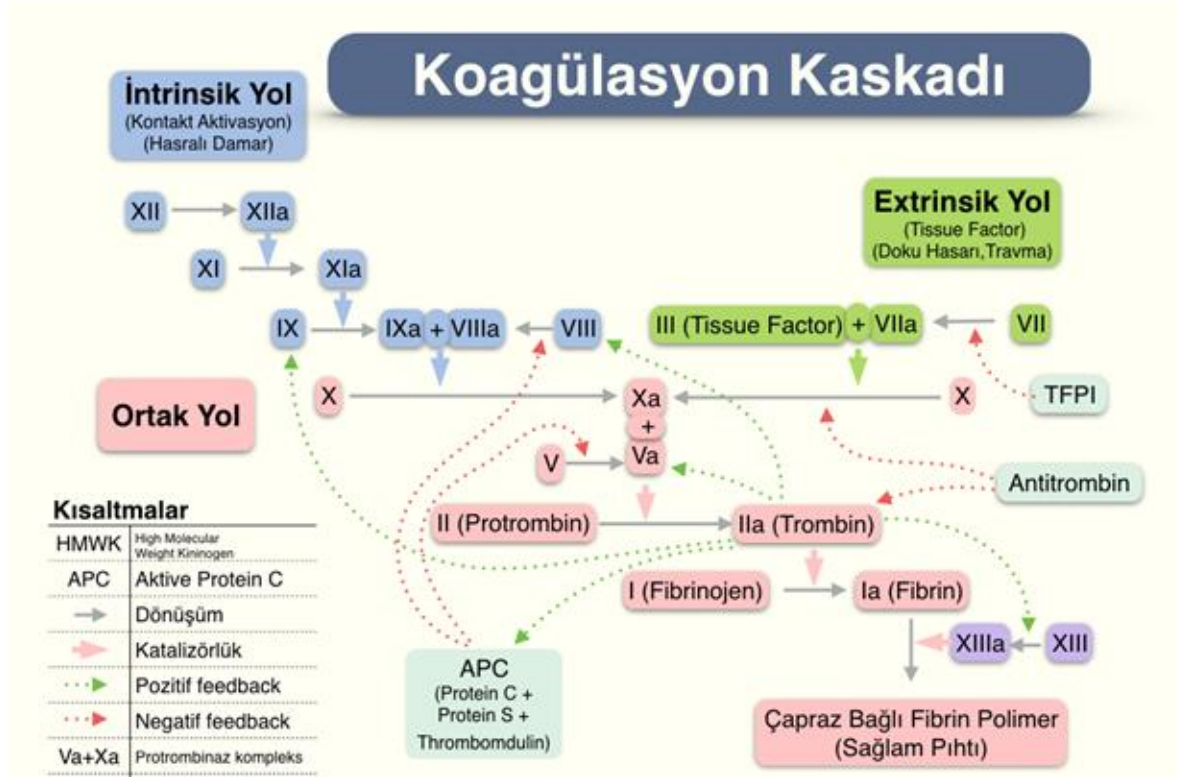 Koagülasyon Kaskadı
İntrinsik Yol
(Kontakt Aktivasyon)
(Hasralı Damar)
Extrinsik Yol
(Tissue Factor)
(Doku Hasarı,Travma)
XII
XIIa
XI
XIa
IX
IXa + VIIIa
VIII
III (Tissue Factor) + VIIa
VII
Ortak Yol
X
Xa
X
TFPI
+
V
Va
Antitrombin
II (Protrombin)
IIa (Trombin)
I (Fibrinojen)
Ia (Fibrin)
XIIIa
XIII
APC
(Protein C +
Protein S +
Thrombomdulin)
Çapraz Bağlı Fibrin Polimer
(Sağlam Pıhtı)
Kısaltmalar
HMWK High Molecular
Weight Kininogen
APC Aktive Protein C
Dönüşüm
Katalizörlük
Pozitif feedback
Negatif feedback
Va+Xa Protrombinaz kompleks